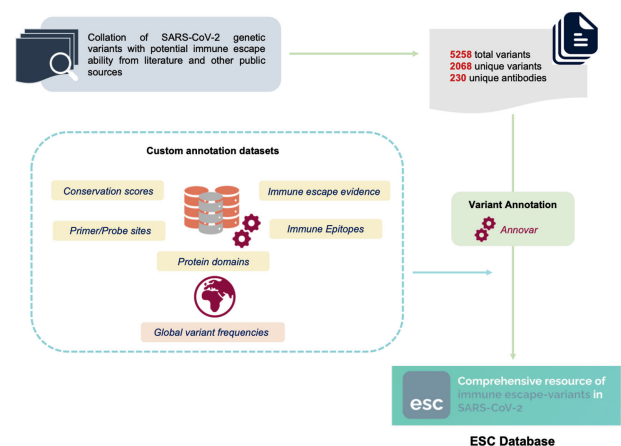 Collation of SARS-CoV-2 genetic
variants with potential immune escape
ability from literature and other public
sources
5258 total variants
2068 unique variants
230 unique antibodies
Custom annotation datasets
Conservation scores
Immune escape evidence
Primer/Probe sites
Immune Epitopes
Protein domains
Global variant frequencies
Variant Annotation
Annovar
esc
Comprehensive resource of
immune escape-variants in
SARS-CoV-2
ESC Database